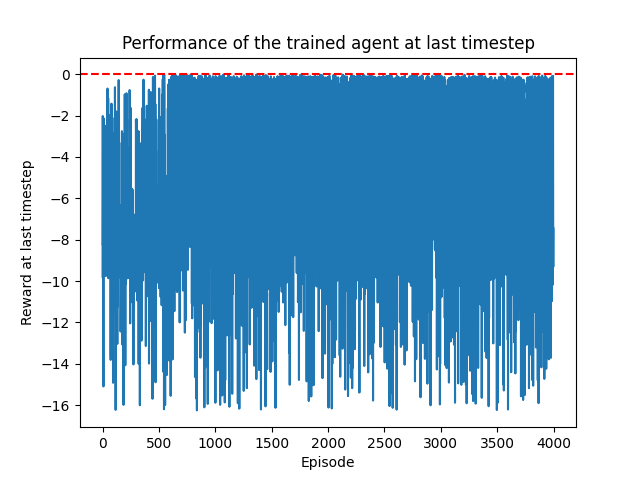 Performance of the trained agent at last timestep
0
−2
−4
−6
−8
−10
−12
−14
−16
Reward at last timestep
0 500 1000 1500 2000 2500 3000 3500 4000
Episode